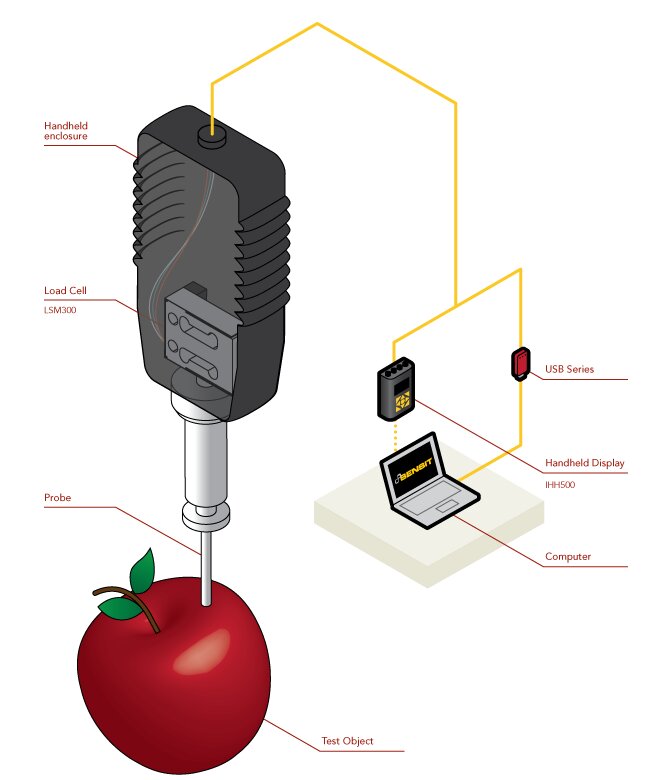 Handheld
enclosure
Load Cell
LSM300
USB Series
SENSIT
Handheld Display
IHH500
Probe
Computer
Test Object